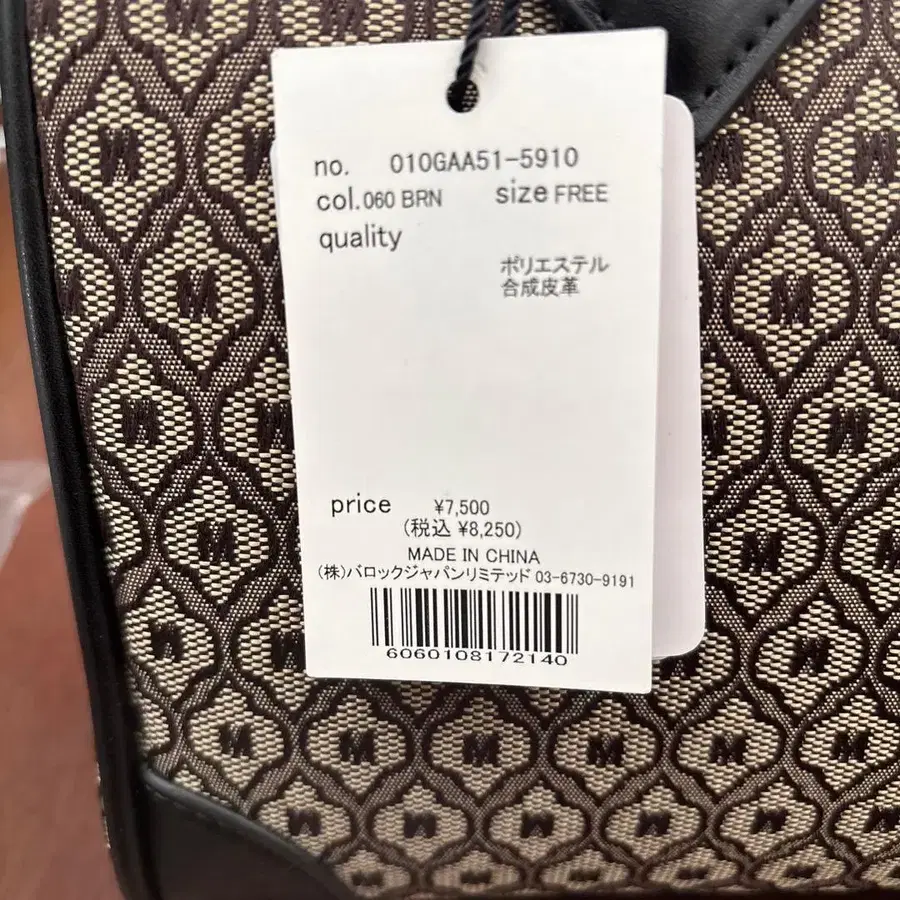 no. 010GAA51-5910
col.060 BRN size FREE
quality
ポリエステル
合成皮革
price ¥7,500
(税込 ¥8,250)
MADE IN CHINA
(株)バロックジャパンリミテッド 03-6730-9191
6060108172140